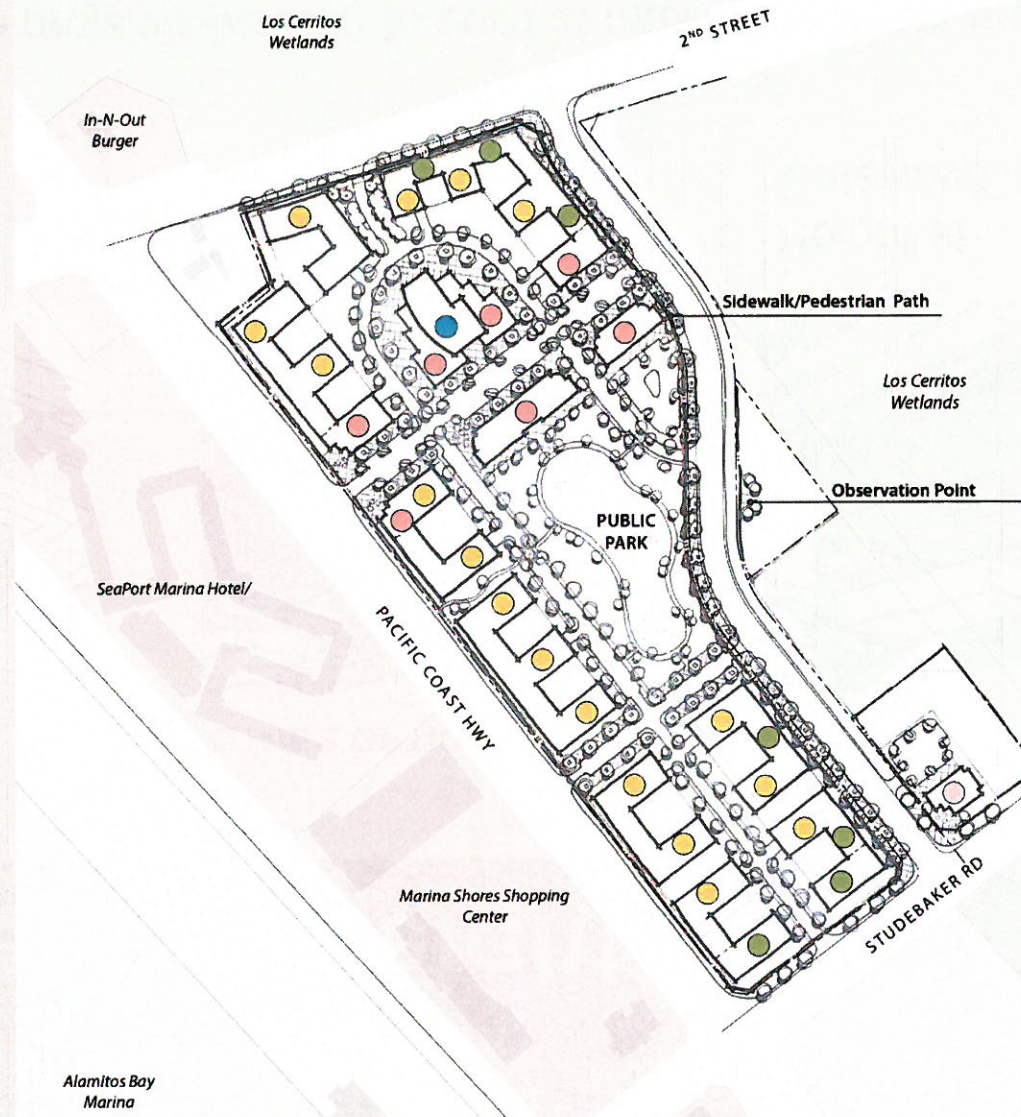 Los Cerritos
Wetlands
2ND STREET
In-N-Out
Burger
Sidewalk/Pedestrian Path
Los Cerritos
Wetlands
Observation Point
PUBLIC
PARK
SeaPort Marina Hotel/
PACIFIC COAST HWY
Marina Shores Shopping
Center
STUDEBAKER RD
Alamitos Bay
Marina